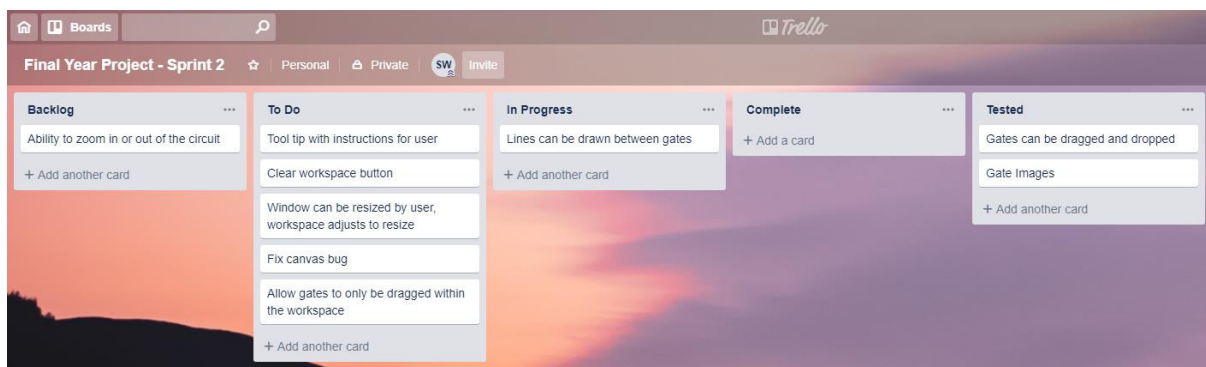 Boards
Trello
Final Year Project - Sprint 2
Personal
Private
SW
Invite
Backlog
Ability to zoom in or out of the circuit
+ Add another card
To Do
Tool tip with instructions for user
Clear workspace button
Window can be resized by user,
workspace adjusts to resize
Fix canvas bug
Allow gates to only be dragged within
the workspace
+ Add another card
In Progress
Lines can be drawn between gates
+ Add another card
Complete
+ Add a card
Tested
Gates can be dragged and dropped
Gate Images
+ Add another card